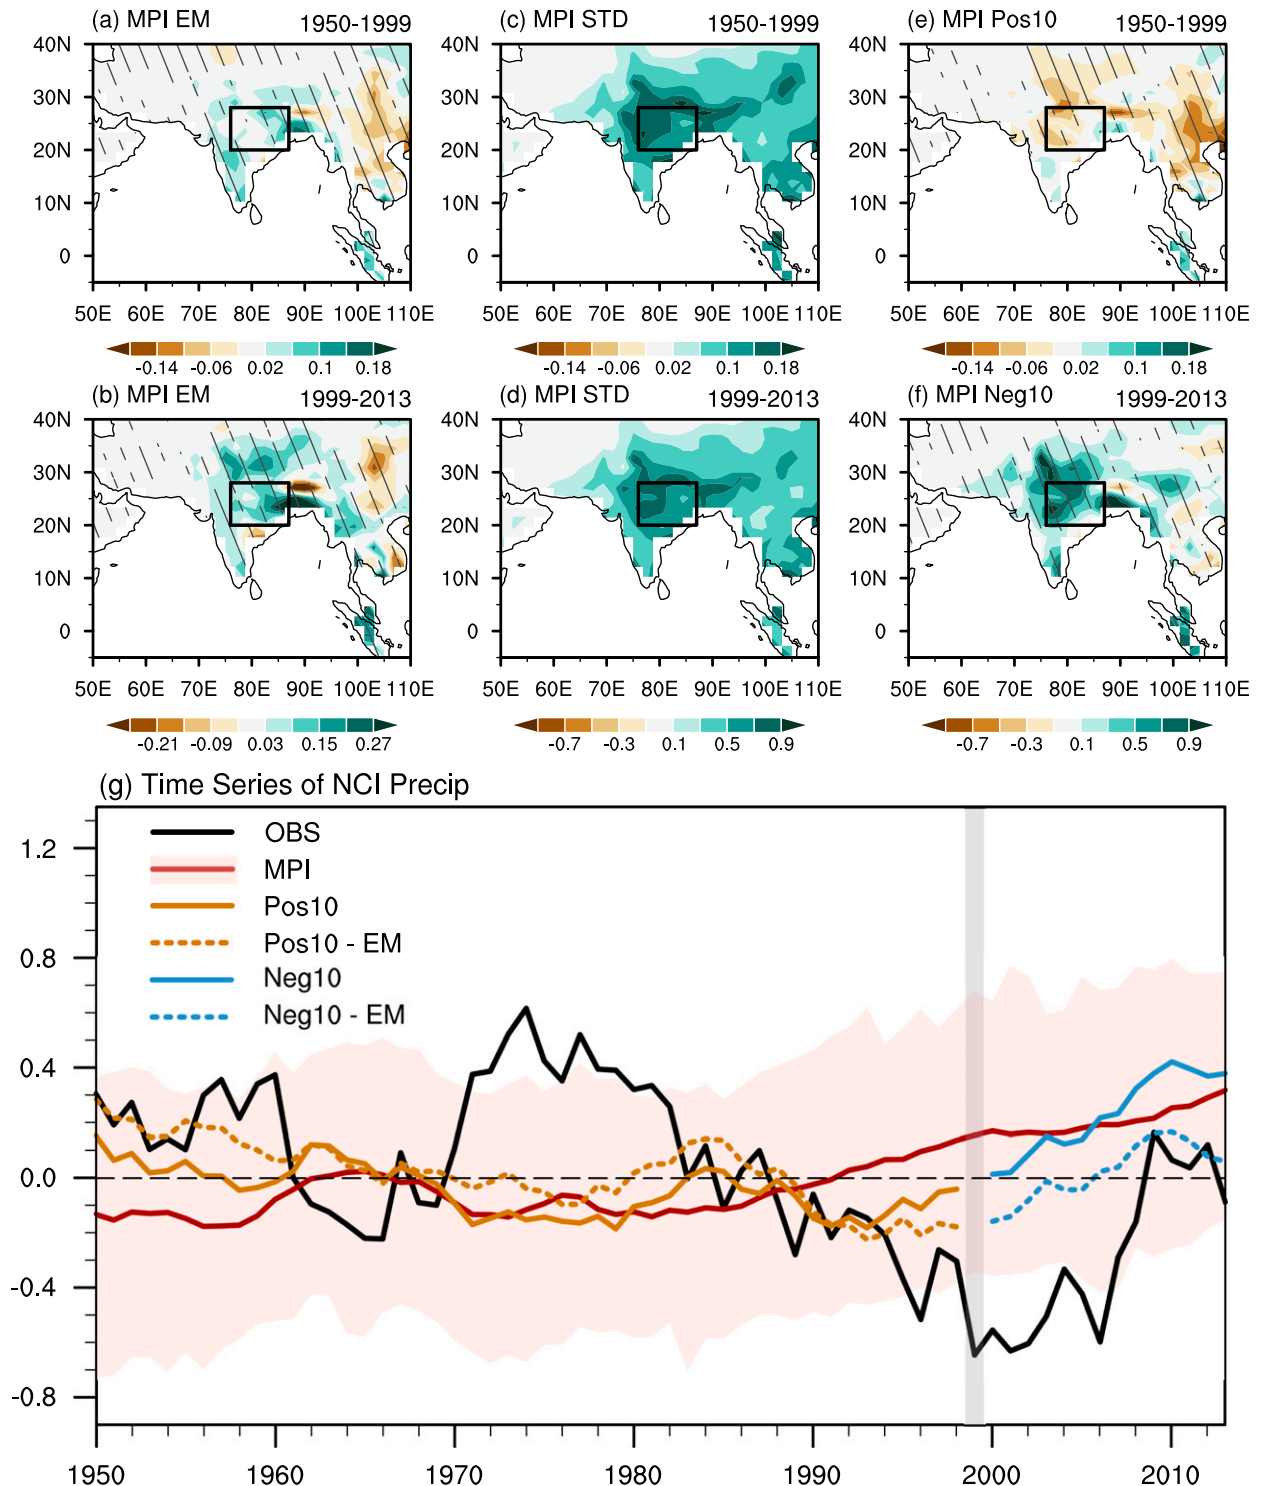 (a) MPI EM 1950-1999
(c) MPI STD 1950-1999
(e) MPI Pos10 1950-1999
40N 40N 40N
30N 30N 30N
20N 20N 20N
10N 10N 10N
0 0 0
50E 60E 70E 80E 90E 100E 110E
50E 60E 70E 80E 90E 100E 110E
50E 60E 70E 80E 90E 100E 110E
-0.14 -0.06 0.02 0.1 0.18
-0.14 -0.06 0.02 0.1 0.18
-0.14 -0.06 0.02 0.1 0.18
(b) MPI EM 1999-2013
(d) MPI STD 1999-2013
(f) MPI Neg10 1999-2013
40N 40N 40N
30N 30N 30N
20N 20N 20N
10N 10N 10N
0 0 0
50E 60E 70E 80E 90E 100E 110E
50E 60E 70E 80E 90E 100E 110E
50E 60E 70E 80E 90E 100E 110E
-0.21 -0.09 0.03 0.15 0.27
-0.7 -0.3 0.1 0.5 0.9
-0.7 -0.3 0.1 0.5 0.9
(g) Time Series of NCI Precip
OBS
MPI
Pos10
Pos10 - EM
Neg10
Neg10 - EM
1.2
0.8
0.4
0.0
-0.4
-0.8
1950 1960 1970 1980 1990 2000 2010